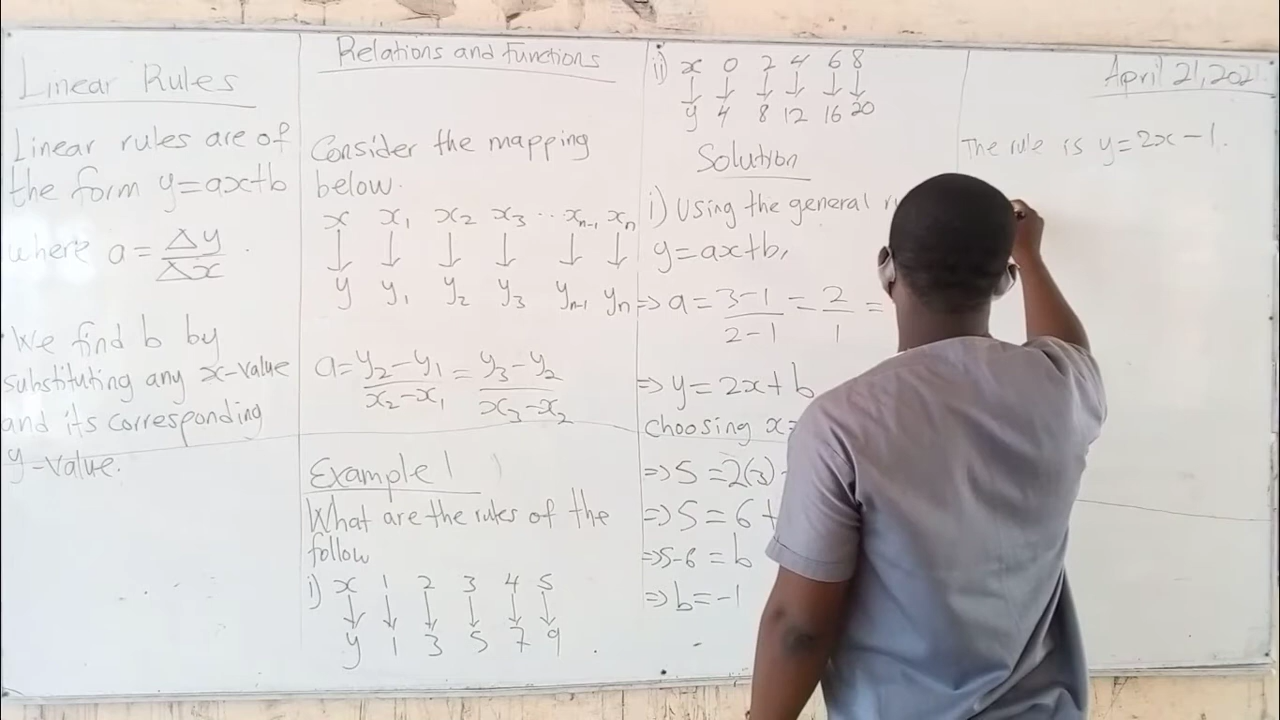 Linear Rules
Linear rules are of
the form y=ax+b
where a = Δy/Δx.
We find b by
substituting any x-value
and its corresponding
y-value.
Relations and functions
Consider the mapping
below.
x x₁ x₂ x₃ ... xₙ₋₁ xₙ
↓ ↓ ↓ ↓ ↓ ↓
y y₁ y₂ y₃ yₙ₋₁ yₙ
a = (y₂-y₁)/(x₂-x₁) = (y₃-y₂)/(x₃-x₂)
Example 1
What are the rules of the
follow
i) x 1 2 3 4 5
↓ ↓ ↓ ↓ ↓ ↓
y 1 3 5 7 9
ii) x 0 2 4 6 8
↓ ↓ ↓ ↓ ↓ ↓
y 4 8 12 16 20
Solution
i) Using the general
y=ax+b,
⇒ a = (3-1)/(2-1) = 2/1 =
⇒ y=2x+b
choosing x=
⇒ 5 = 2(3)
⇒ 5 = 6 +
⇒ 5-6 = b
⇒ b = -1
April 21, 202
The rule is y=2x-1.